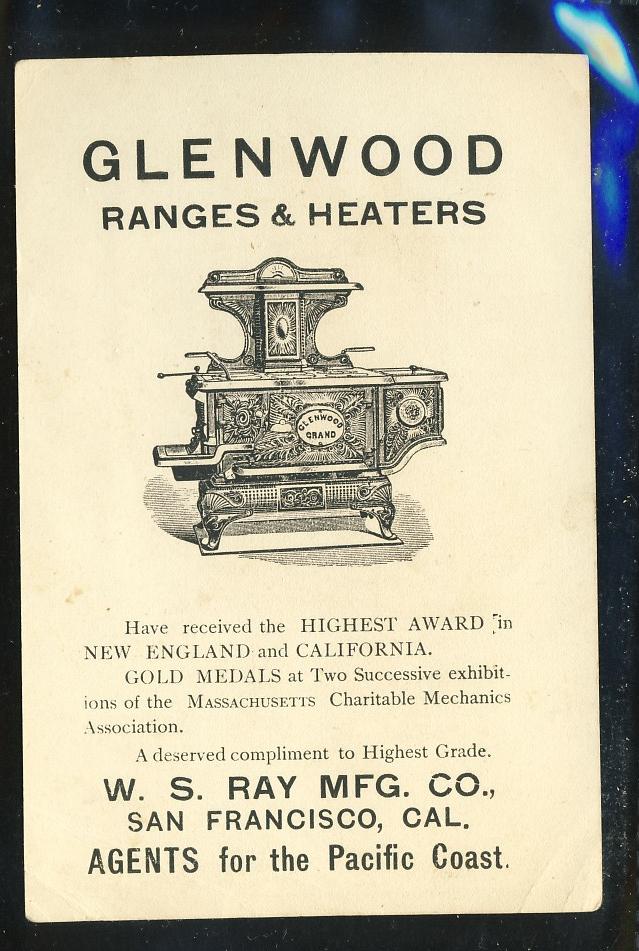 GLENWOOD
RANGES & HEATERS
GLENWOOD
GRAND
Have received the HIGHEST AWARD in
NEW ENGLAND and CALIFORNIA.
GOLD MEDALS at Two Successive exhibit-
ions of the MASSACHUSETTS Charitable Mechanics
Association.
A deserved compliment to Highest Grade.
W. S. RAY MFG. CO.,
SAN FRANCISCO, CAL.
AGENTS for the Pacific Coast.